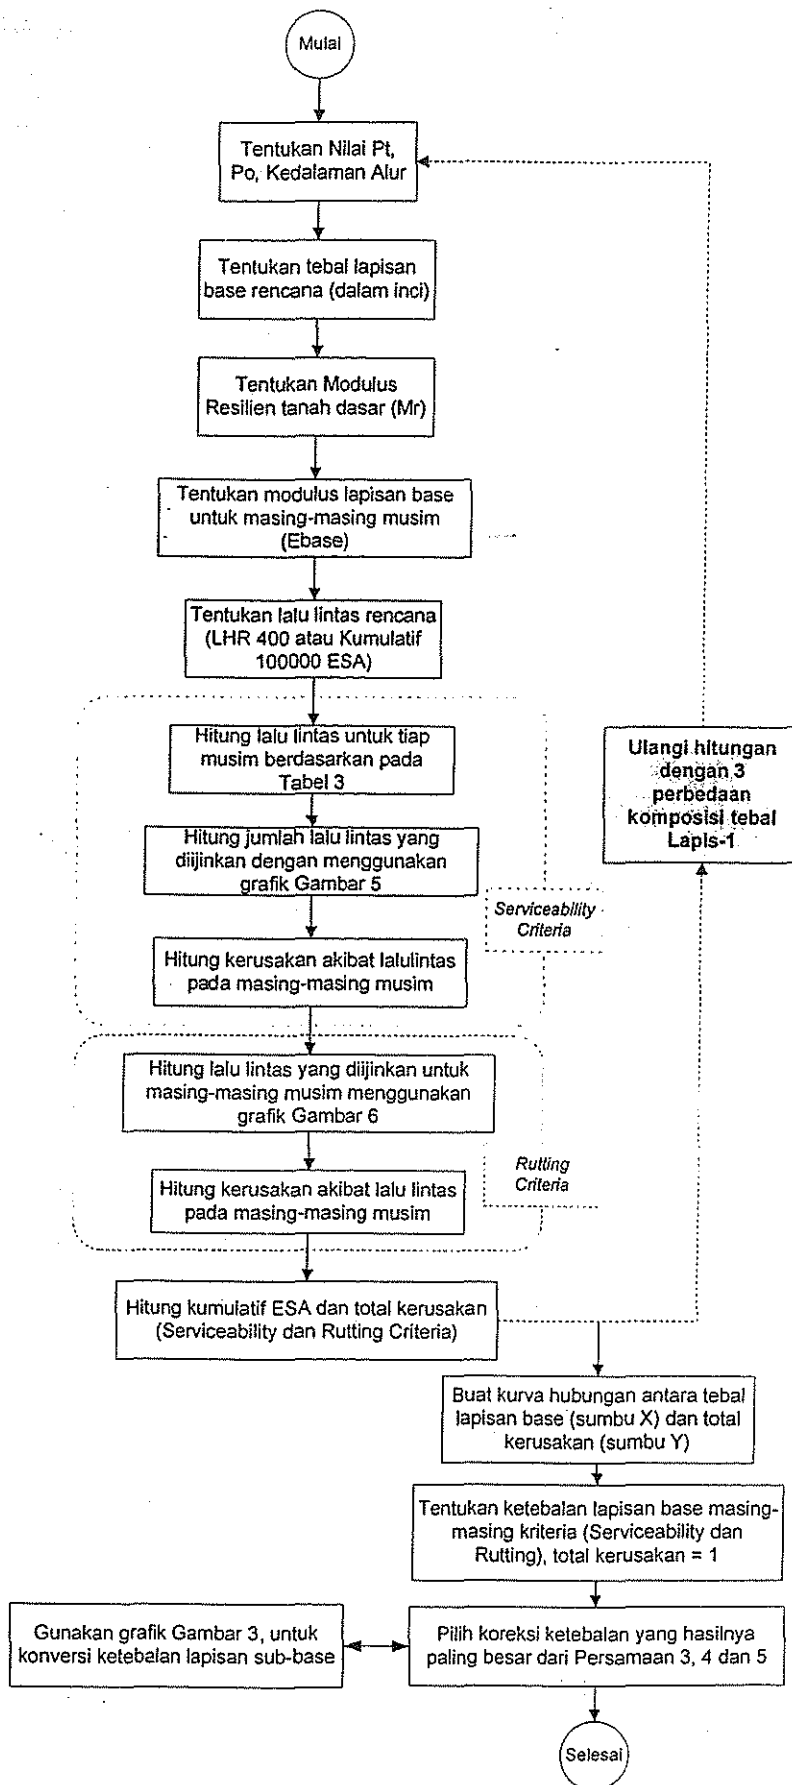 Mulai
Tentukan Nilai Pt,
Po, Kedalaman Alur
Tentukan tebal lapisan
base rencana (dalam inci)
Tentukan Modulus
Resilien tanah dasar (Mr)
Tentukan modulus lapisan base
untuk masing-masing musim
(Ebase)
Tentukan lalu lintas rencana
(LHR 400 atau Kumulatif
100000 ESA)
Hitung lalu lintas untuk tiap
musim berdasarkan pada
Tabel 3
Ulangi hitungan
dengan 3
perbedaan
komposisi tebal
Lapis-1
Hitung jumlah lalu lintas yang
diijinkan dengan menggunakan
grafik Gambar 5
Serviceability
Criteria
Hitung kerusakan akibat lalulintas
pada masing-masing musim
Hitung lalu lintas yang diijinkan untuk
masing-masing musim menggunakan
grafik Gambar 6
Rutting
Criteria
Hitung kerusakan akibat lalu lintas
pada masing-masing musim
Hitung kumulatif ESA dan total kerusakan
(Serviceability dan Rutting Criteria)
Buat kurva hubungan antara tebal
lapisan base (sumbu X) dan total
kerusakan (sumbu Y)
Tentukan ketebalan lapisan base masing-
masing kriteria (Serviceability dan
Rutting), total kerusakan = 1
Gunakan grafik Gambar 3, untuk
konversi ketebalan lapisan sub-base
Pilih koreksi ketebalan yang hasilnya
paling besar dari Persamaan 3, 4 dan 5
Selesai